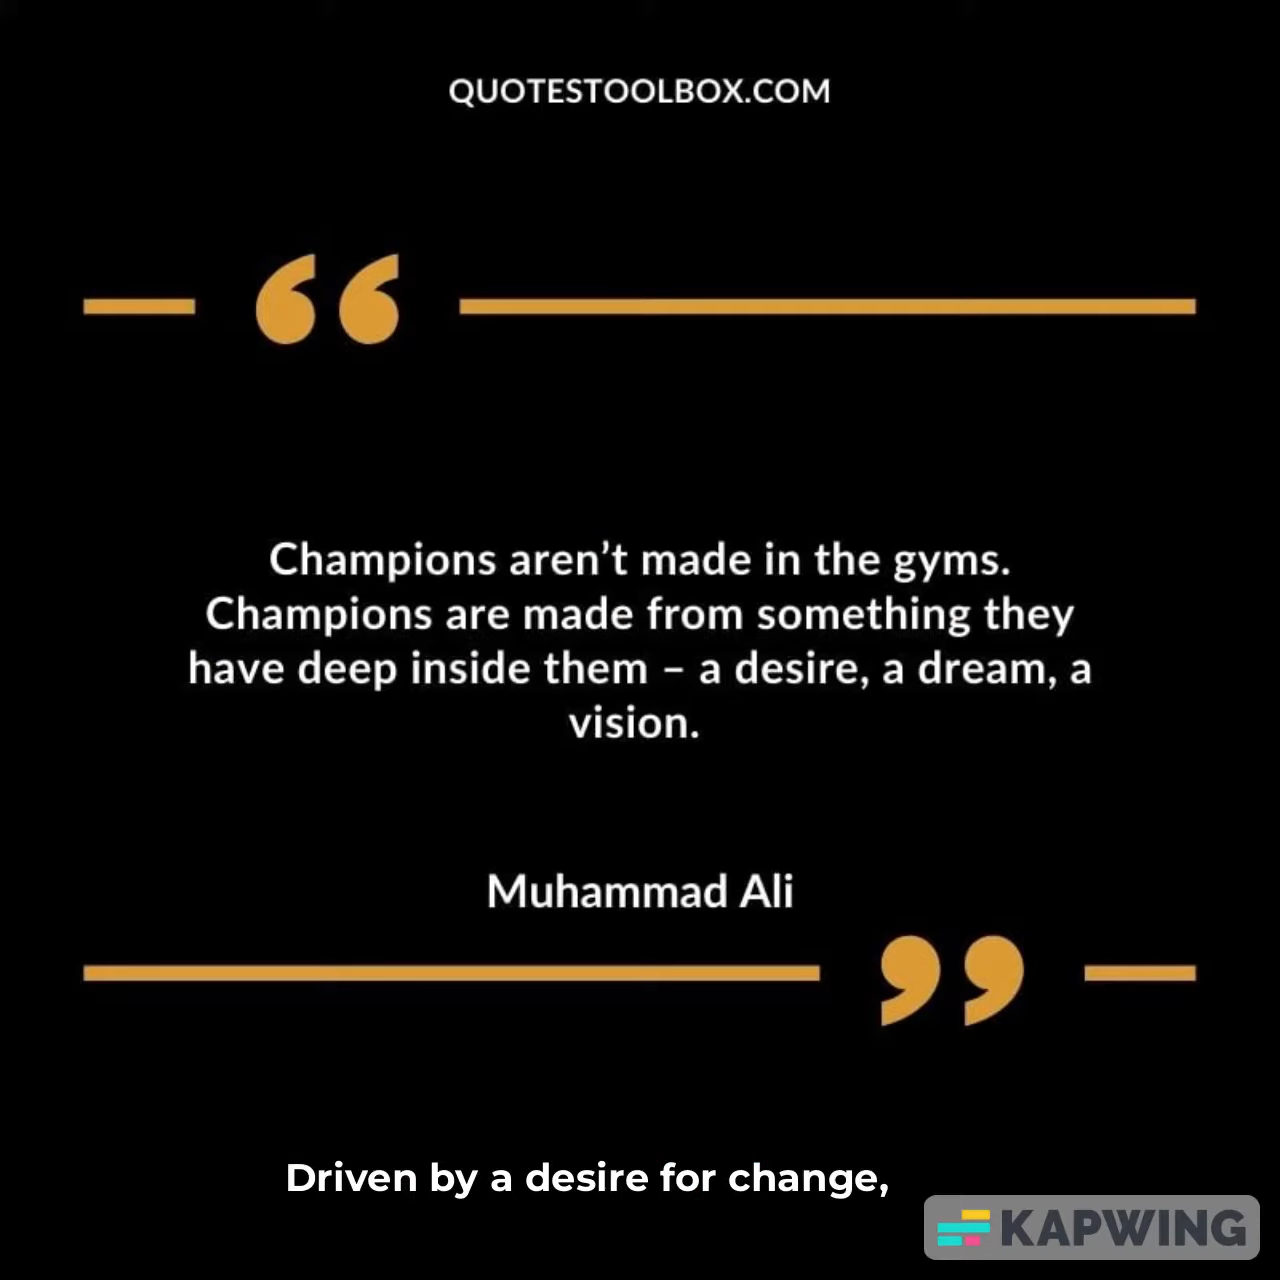 QUOTESTOOLBOX.COM
“
Champions aren’t made in the gyms.
Champions are made from something they
have deep inside them – a desire, a dream, a
vision.
Muhammad Ali
”
Driven by a desire for change,
KAPWING